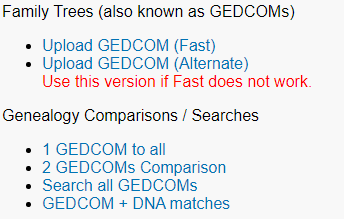 Family Trees (also known as GEDCOMs)
Upload GEDCOM (Fast)
Upload GEDCOM (Alternate)
Use this version if Fast does not work.
Genealogy Comparisons / Searches
1 GEDCOM to all
2 GEDCOMs Comparison
Search all GEDCOMs
GEDCOM + DNA matches